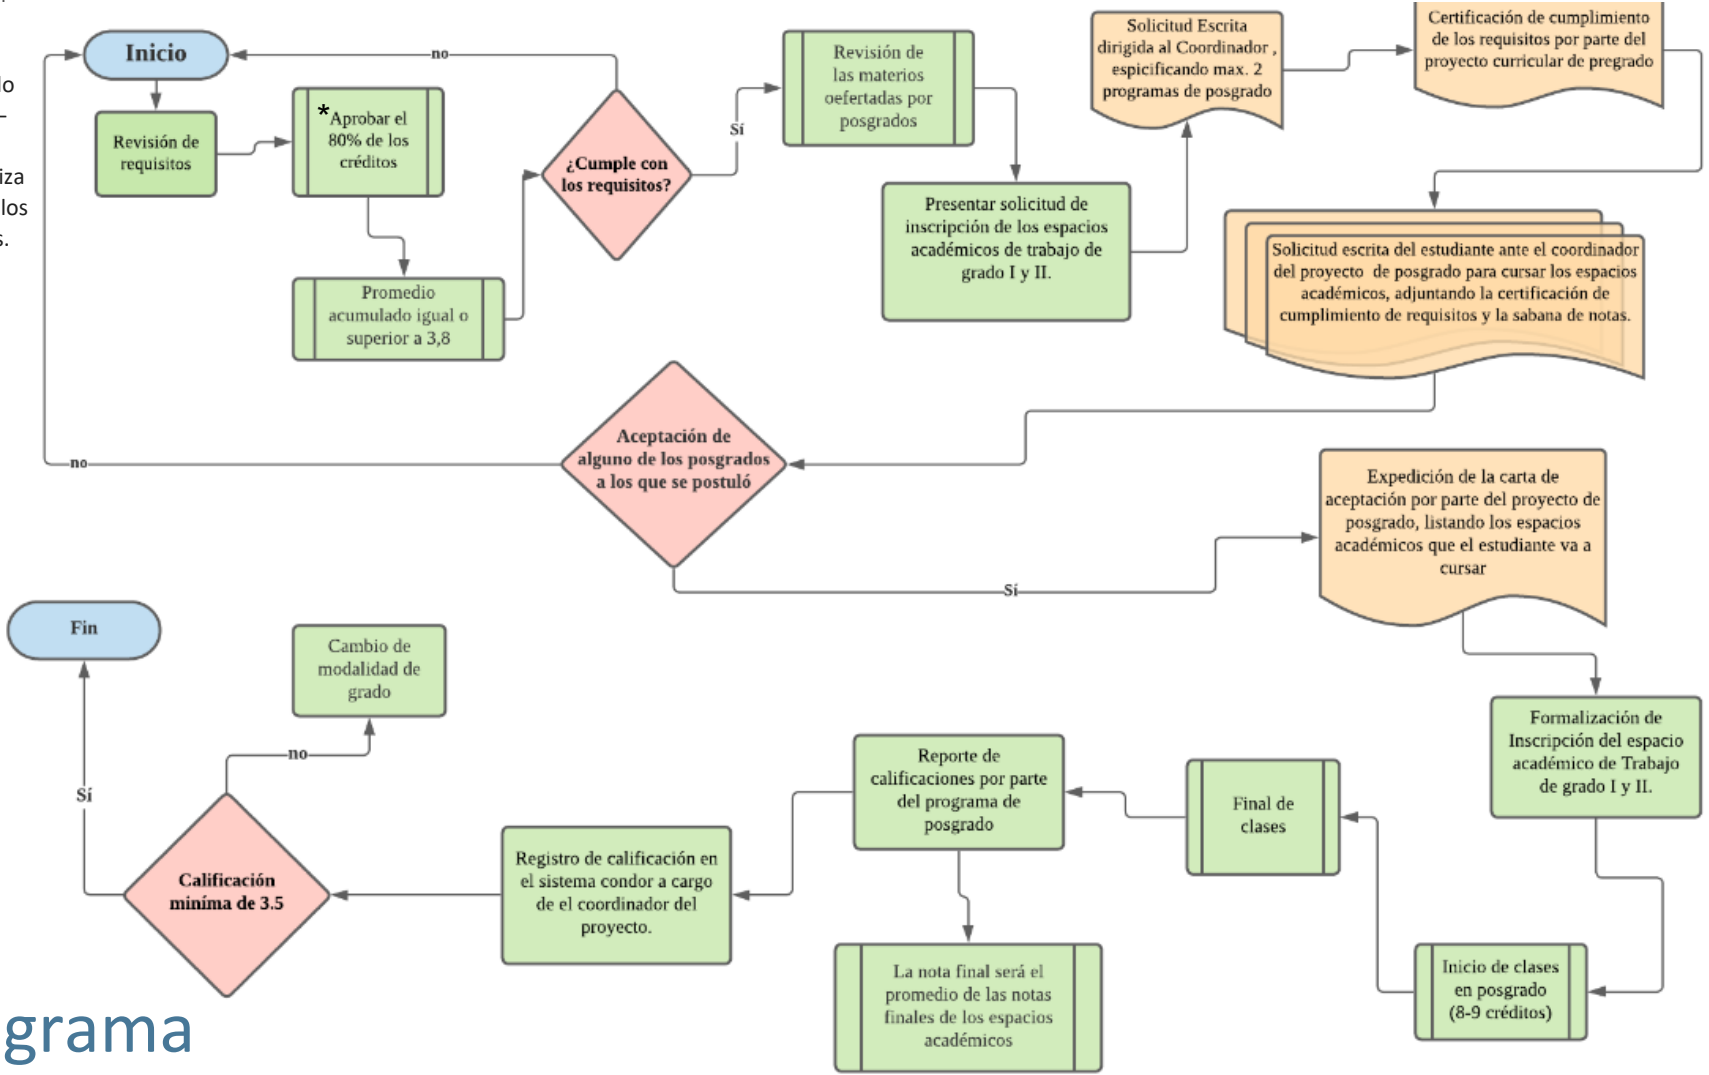 lo
–
iza
los
s.
Inicio
no
Revisión de
requisitos
*Aprobar el
80% de los
créditos
Promedio
acumulado igual o
superior a 3,8
¿Cumple con
los requisitos?
Sí
Revisión de
las materios
oefertadas por
posgrados
Presentar solicitud de
inscripción de los espacios
académicos de trabajo de
grado I y II.
Solicitud Escrita
dirigida al Coordinador ,
espicificando max. 2
programas de posgrado
Certificación de cumplimiento
de los requisitos por parte del
proyecto curricular de pregrado
Solicitud escrita del estudiante ante el coordinador
del proyecto de posgrado para cursar los espacios
académicos, adjuntando la certificación de
cumplimiento de requisitos y la sabana de notas.
Aceptación de
alguno de los posgrados
a los que se postuló
no
Sí
Expedición de la carta de
aceptación por parte del proyecto de
posgrado, listando los espacios
académicos que el estudiante va a
cursar
Formalización de
Inscripción del espacio
académico de Trabajo
de grado I y II.
Inicio de clases
en posgrado
(8-9 créditos)
Final de
clases
Reporte de
calificaciones por parte
del programa de
posgrado
La nota final será el
promedio de las notas
finales de los espacios
académicos
Registro de calificación en
el sistema condor a cargo
de el coordinador del
proyecto.
Calificación
miníma de 3.5
no
Cambio de
modalidad de
grado
Sí
Fin
grama